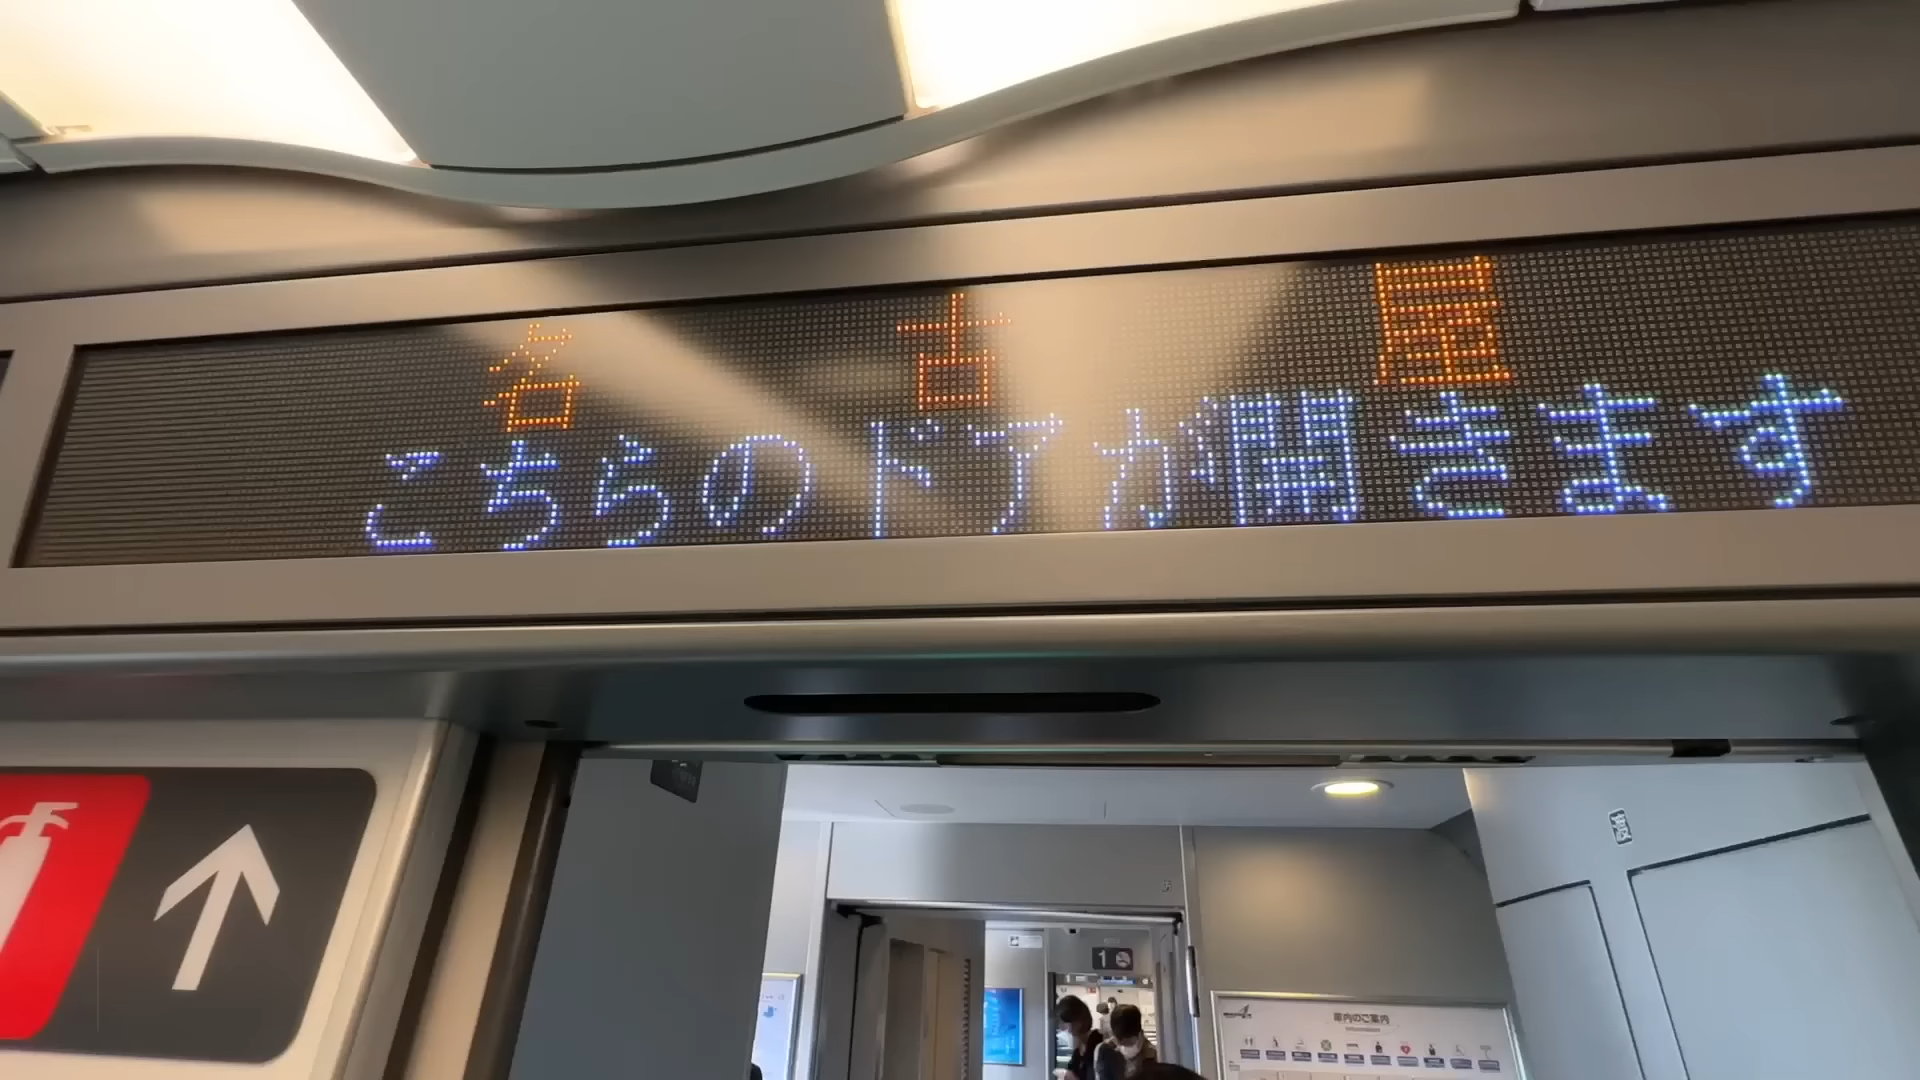 名古屋
こちらのドアが開きます
1
車内のご案内